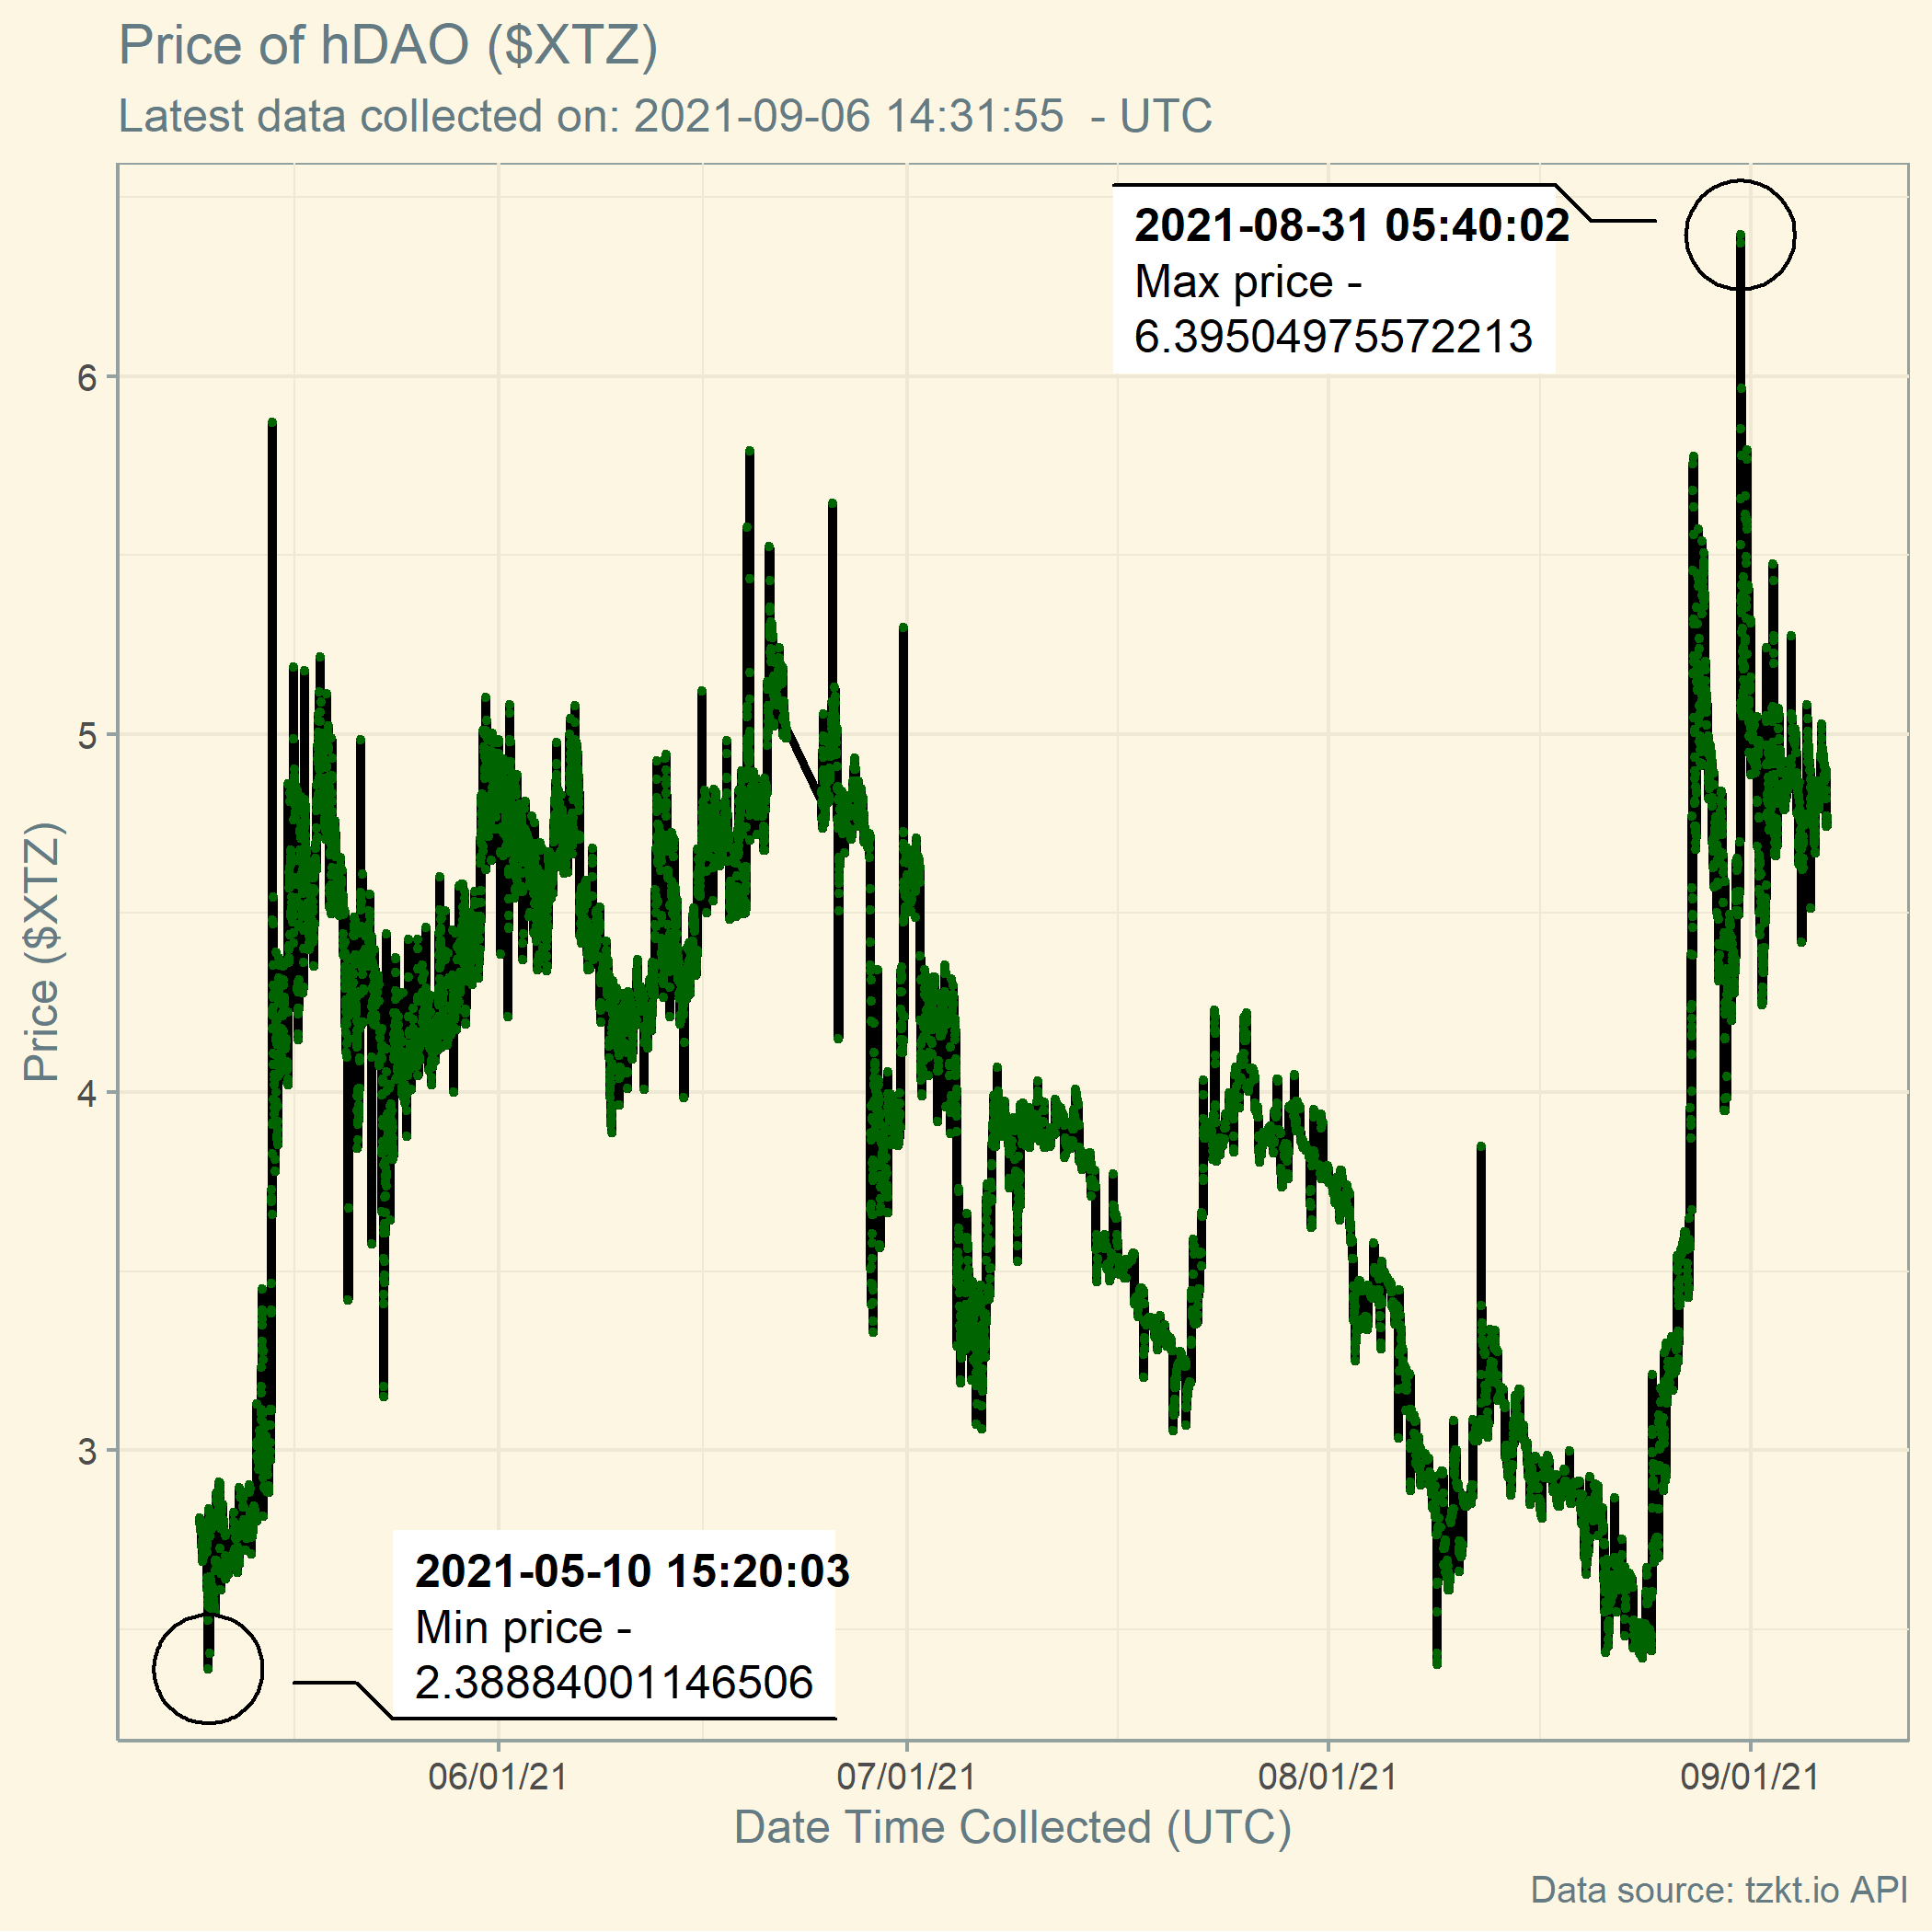 Price of hDAO ($XTZ)
Latest data collected on: 2021-09-06 14:31:55  - UTC
2021-08-31 05:40:02
Max price -
6.39504975572213
6
5
4
3
Price ($XTZ)
2021-05-10 15:20:03
Min price -
2.38884001146506
06/01/21
07/01/21
08/01/21
09/01/21
Date Time Collected (UTC)
Data source: tzkt.io API